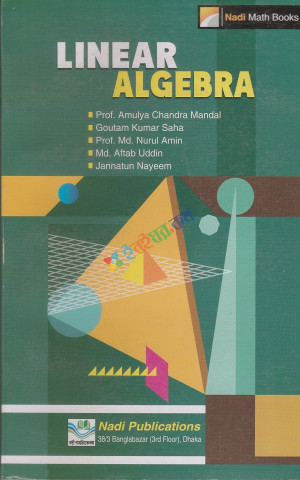 Nadi Math Books
LINEAR
ALGEBRA
Prof. Amulya Chandra Mandal
Goutam Kumar Saha
Prof. Md. Nurul Amin
Md. Aftab Uddin
Jannatun Nayeem
Nadi Publications
38/3 Banglabazar (3rd Floor), Dhaka